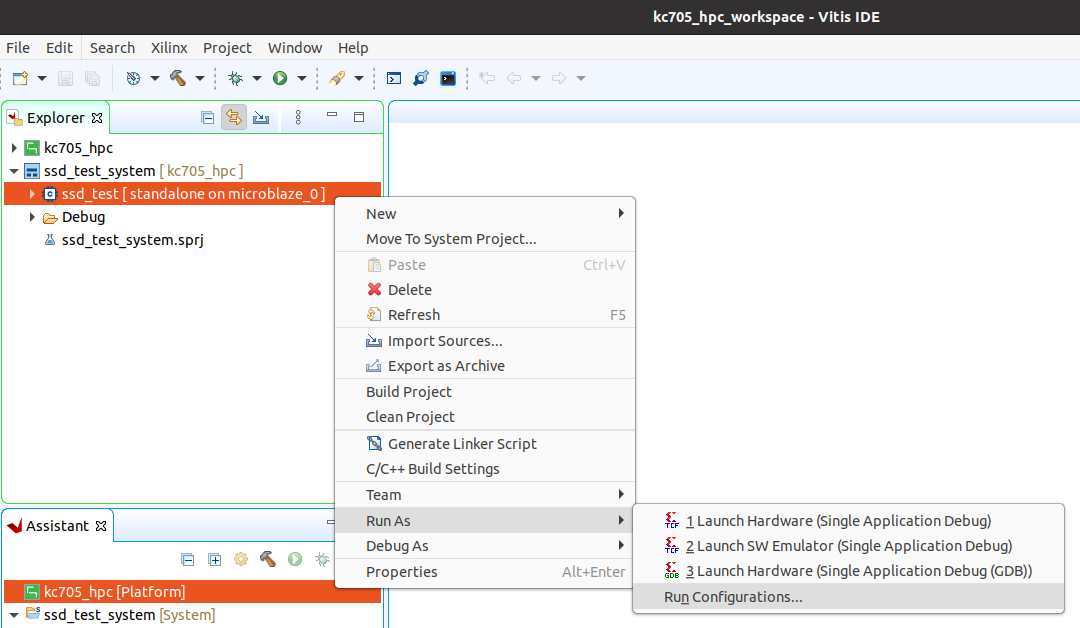 kc705_hpc_workspace - Vitis IDE
File Edit Search Xilinx Project Window Help
Explorer
kc705_hpc
ssd_test_system [ kc705_hpc ]
ssd_test [ standalone on microblaze_0 ]
Debug
ssd_test_system.sprj
New
Move To System Project...
Paste Ctrl+V
Delete
Refresh F5
Import Sources...
Export as Archive
Build Project
Clean Project
Generate Linker Script
C/C++ Build Settings
Team
Run As
Debug As
Properties Alt+Enter
TCF 1 Launch Hardware (Single Application Debug)
TCF 2 Launch SW Emulator (Single Application Debug)
GDB 3 Launch Hardware (Single Application Debug (GDB))
Run Configurations...
Assistant
kc705_hpc [Platform]
ssd_test_system [System]